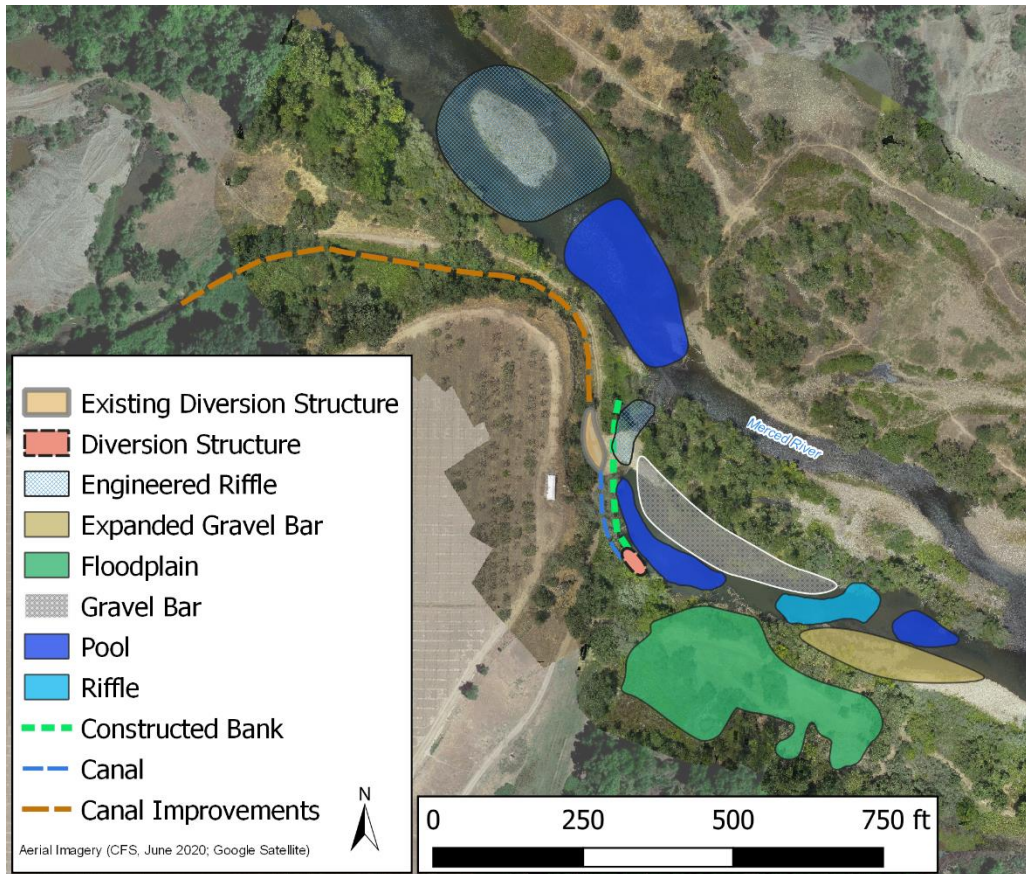 Merced River
Existing Diversion Structure
Diversion Structure
Engineered Riffle
Expanded Gravel Bar
Floodplain
Gravel Bar
Pool
Riffle
Constructed Bank
Canal
Canal Improvements
N
Aerial Imagery (CFS, June 2020; Google Satellite)
0 250 500 750 ft